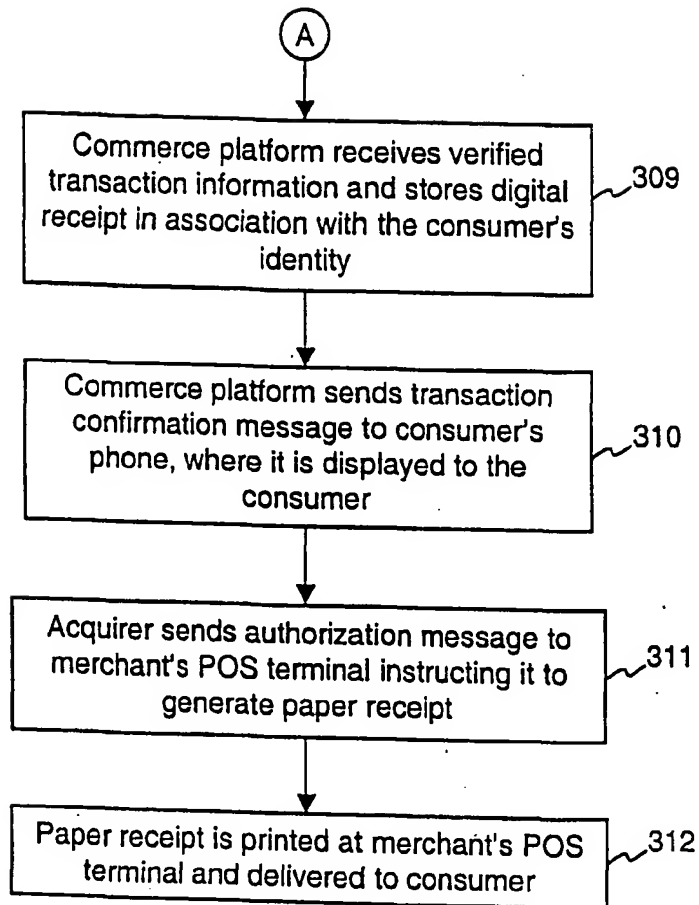 A
Commerce platform receives verified
transaction information and stores digital
receipt in association with the consumer's
identity
309
Commerce platform sends transaction
confirmation message to consumer's
phone, where it is displayed to the
consumer
310
Acquirer sends authorization message to
merchant's POS terminal instructing it to
generate paper receipt
311
Paper receipt is printed at merchant's POS
terminal and delivered to consumer
312